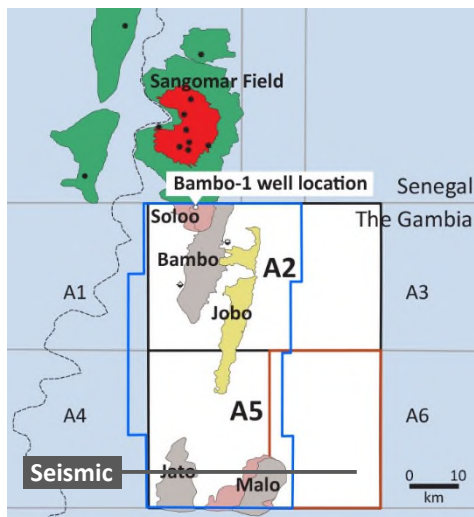 Sangomar Field
Bambo-1 well location
Senegal
The Gambia
Soloo
Bambo
A2
A1
A3
Jobo
A4
A5
A6
Seismic
Jato
Malo
0 10
km